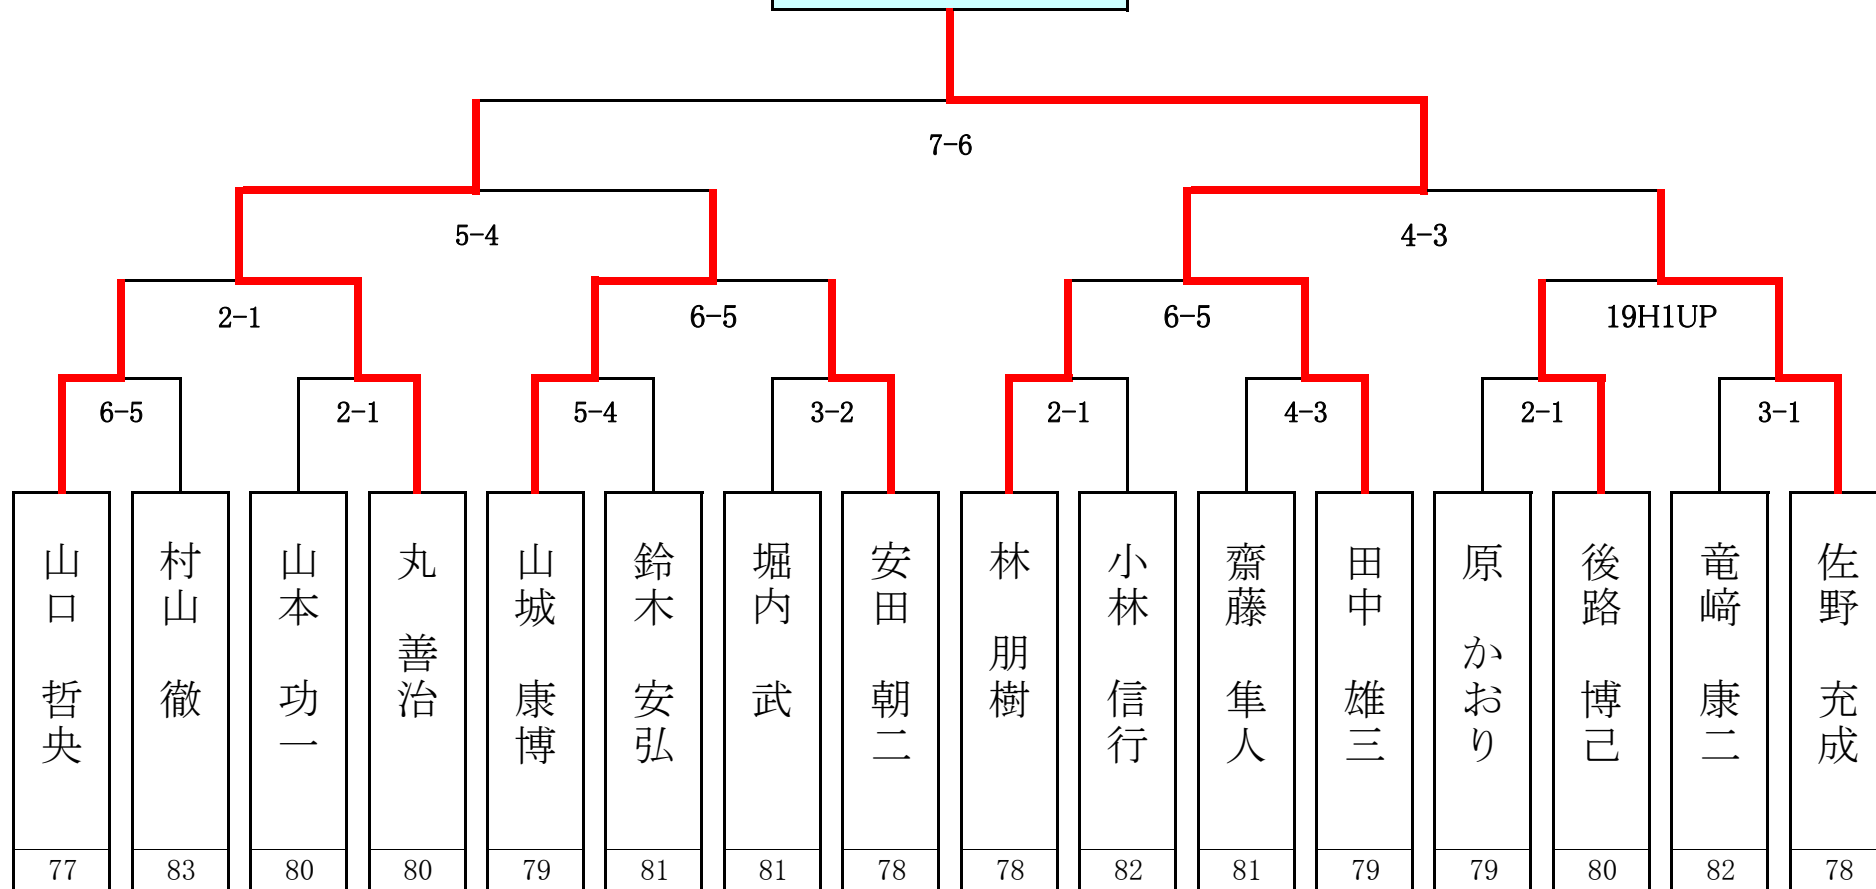 7-6
5-4
4-3
2-1
6-5
6-5
19H1UP
6-5
2-1
5-4
3-2
2-1
4-3
2-1
3-1
山口 哲央
村山 徹
山本 功一
丸 善治
山城 康博
鈴木 安弘
堀内 武
安田 朝二
林 朋樹
小林 信行
齋藤 隼人
田中 雄三
原 かおり
後路 博己
竜﨑 康二
佐野 充成
77
83
80
80
79
81
81
78
78
82
81
79
79
80
82
78